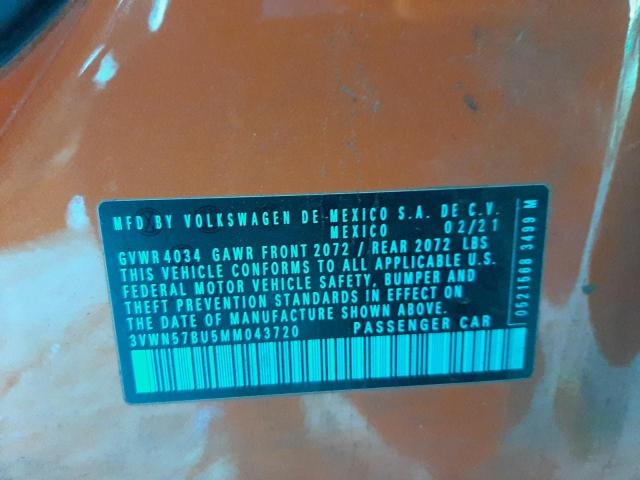 MFD BY VOLKSWAGEN DE MEXICO S.A. DE C.V.
MEXICO 02/21
GVWR 4034 GAWR FRONT 2072 / REAR 2072 LBS
THIS VEHICLE CONFORMS TO ALL APPLICABLE U.S.
FEDERAL MOTOR VEHICLE SAFETY, BUMPER AND
THEFT PREVENTION STANDARDS IN EFFECT ON
THE DATE OF MANUFACTURE SHOWN ABOVE.
3VWN57BU5MM043720 PASSENGER CAR
0521568 3499 M